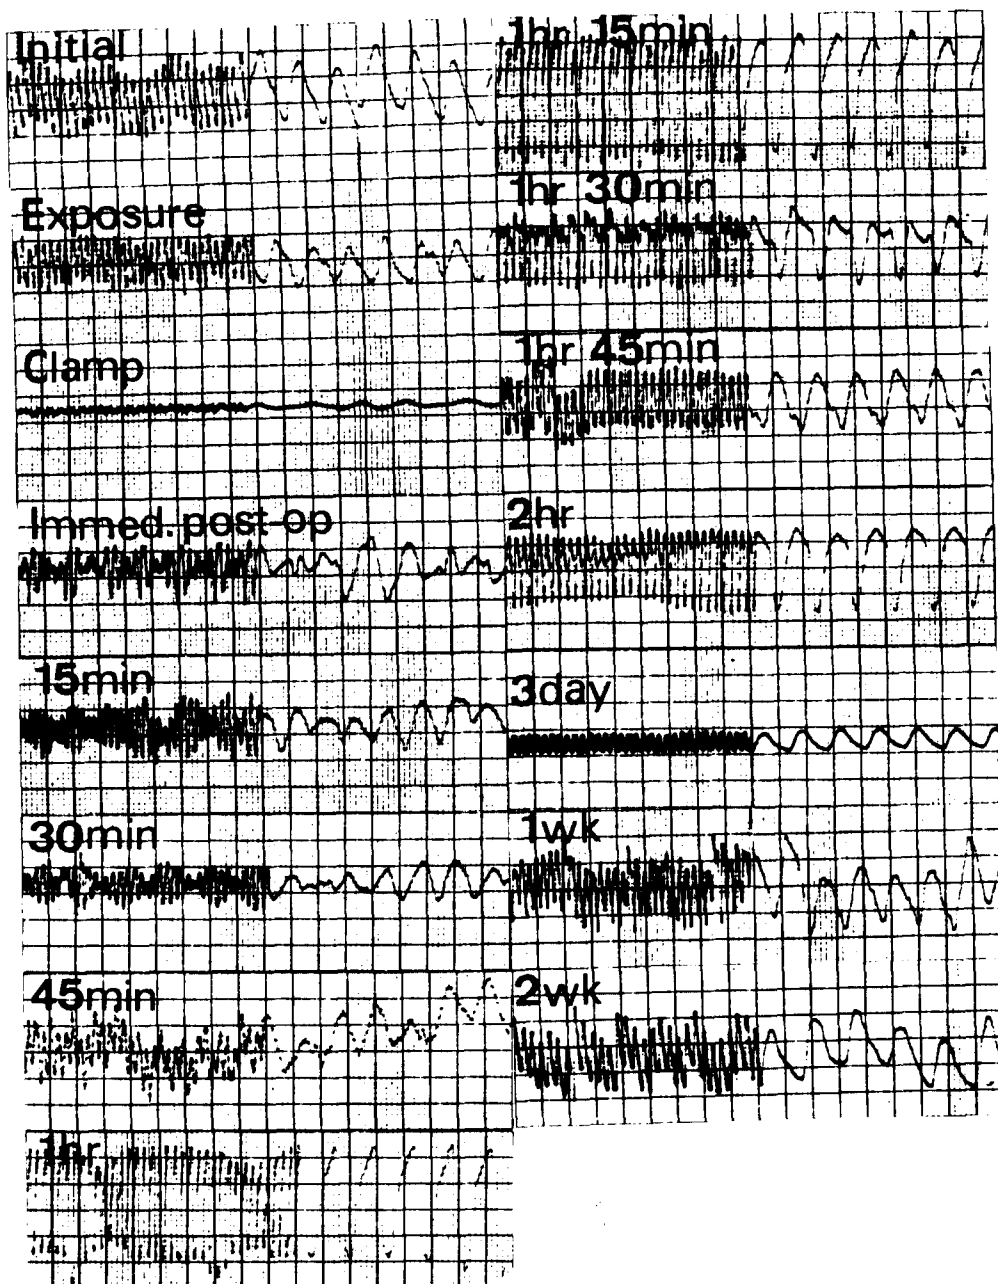 Initial
Exposure
Clamp
Immed. post-op
15min
30min
45min
1hr
1hr 15min
1hr 30min
1hr 45min
2hr
3day
1wk
2wk